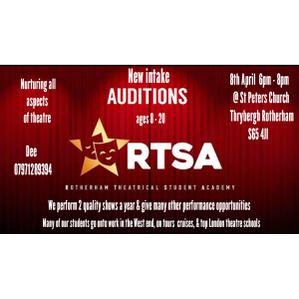 Nurturing all
aspects
of theatre
Dee
07971209394
New intake
AUDITIONS
ages 8 - 20
8th April 6pm - 8pm
@ St Peters Church
Thrybergh Rotherham
S65 4JJ
RTSA
ROTHERHAM THEATRICAL STUDENT ACADEMY
We perform 2 quality shows a year & give many other performance opportunities
Many of our students go onto work in the West end, on tours cruises, & top London theatre schools